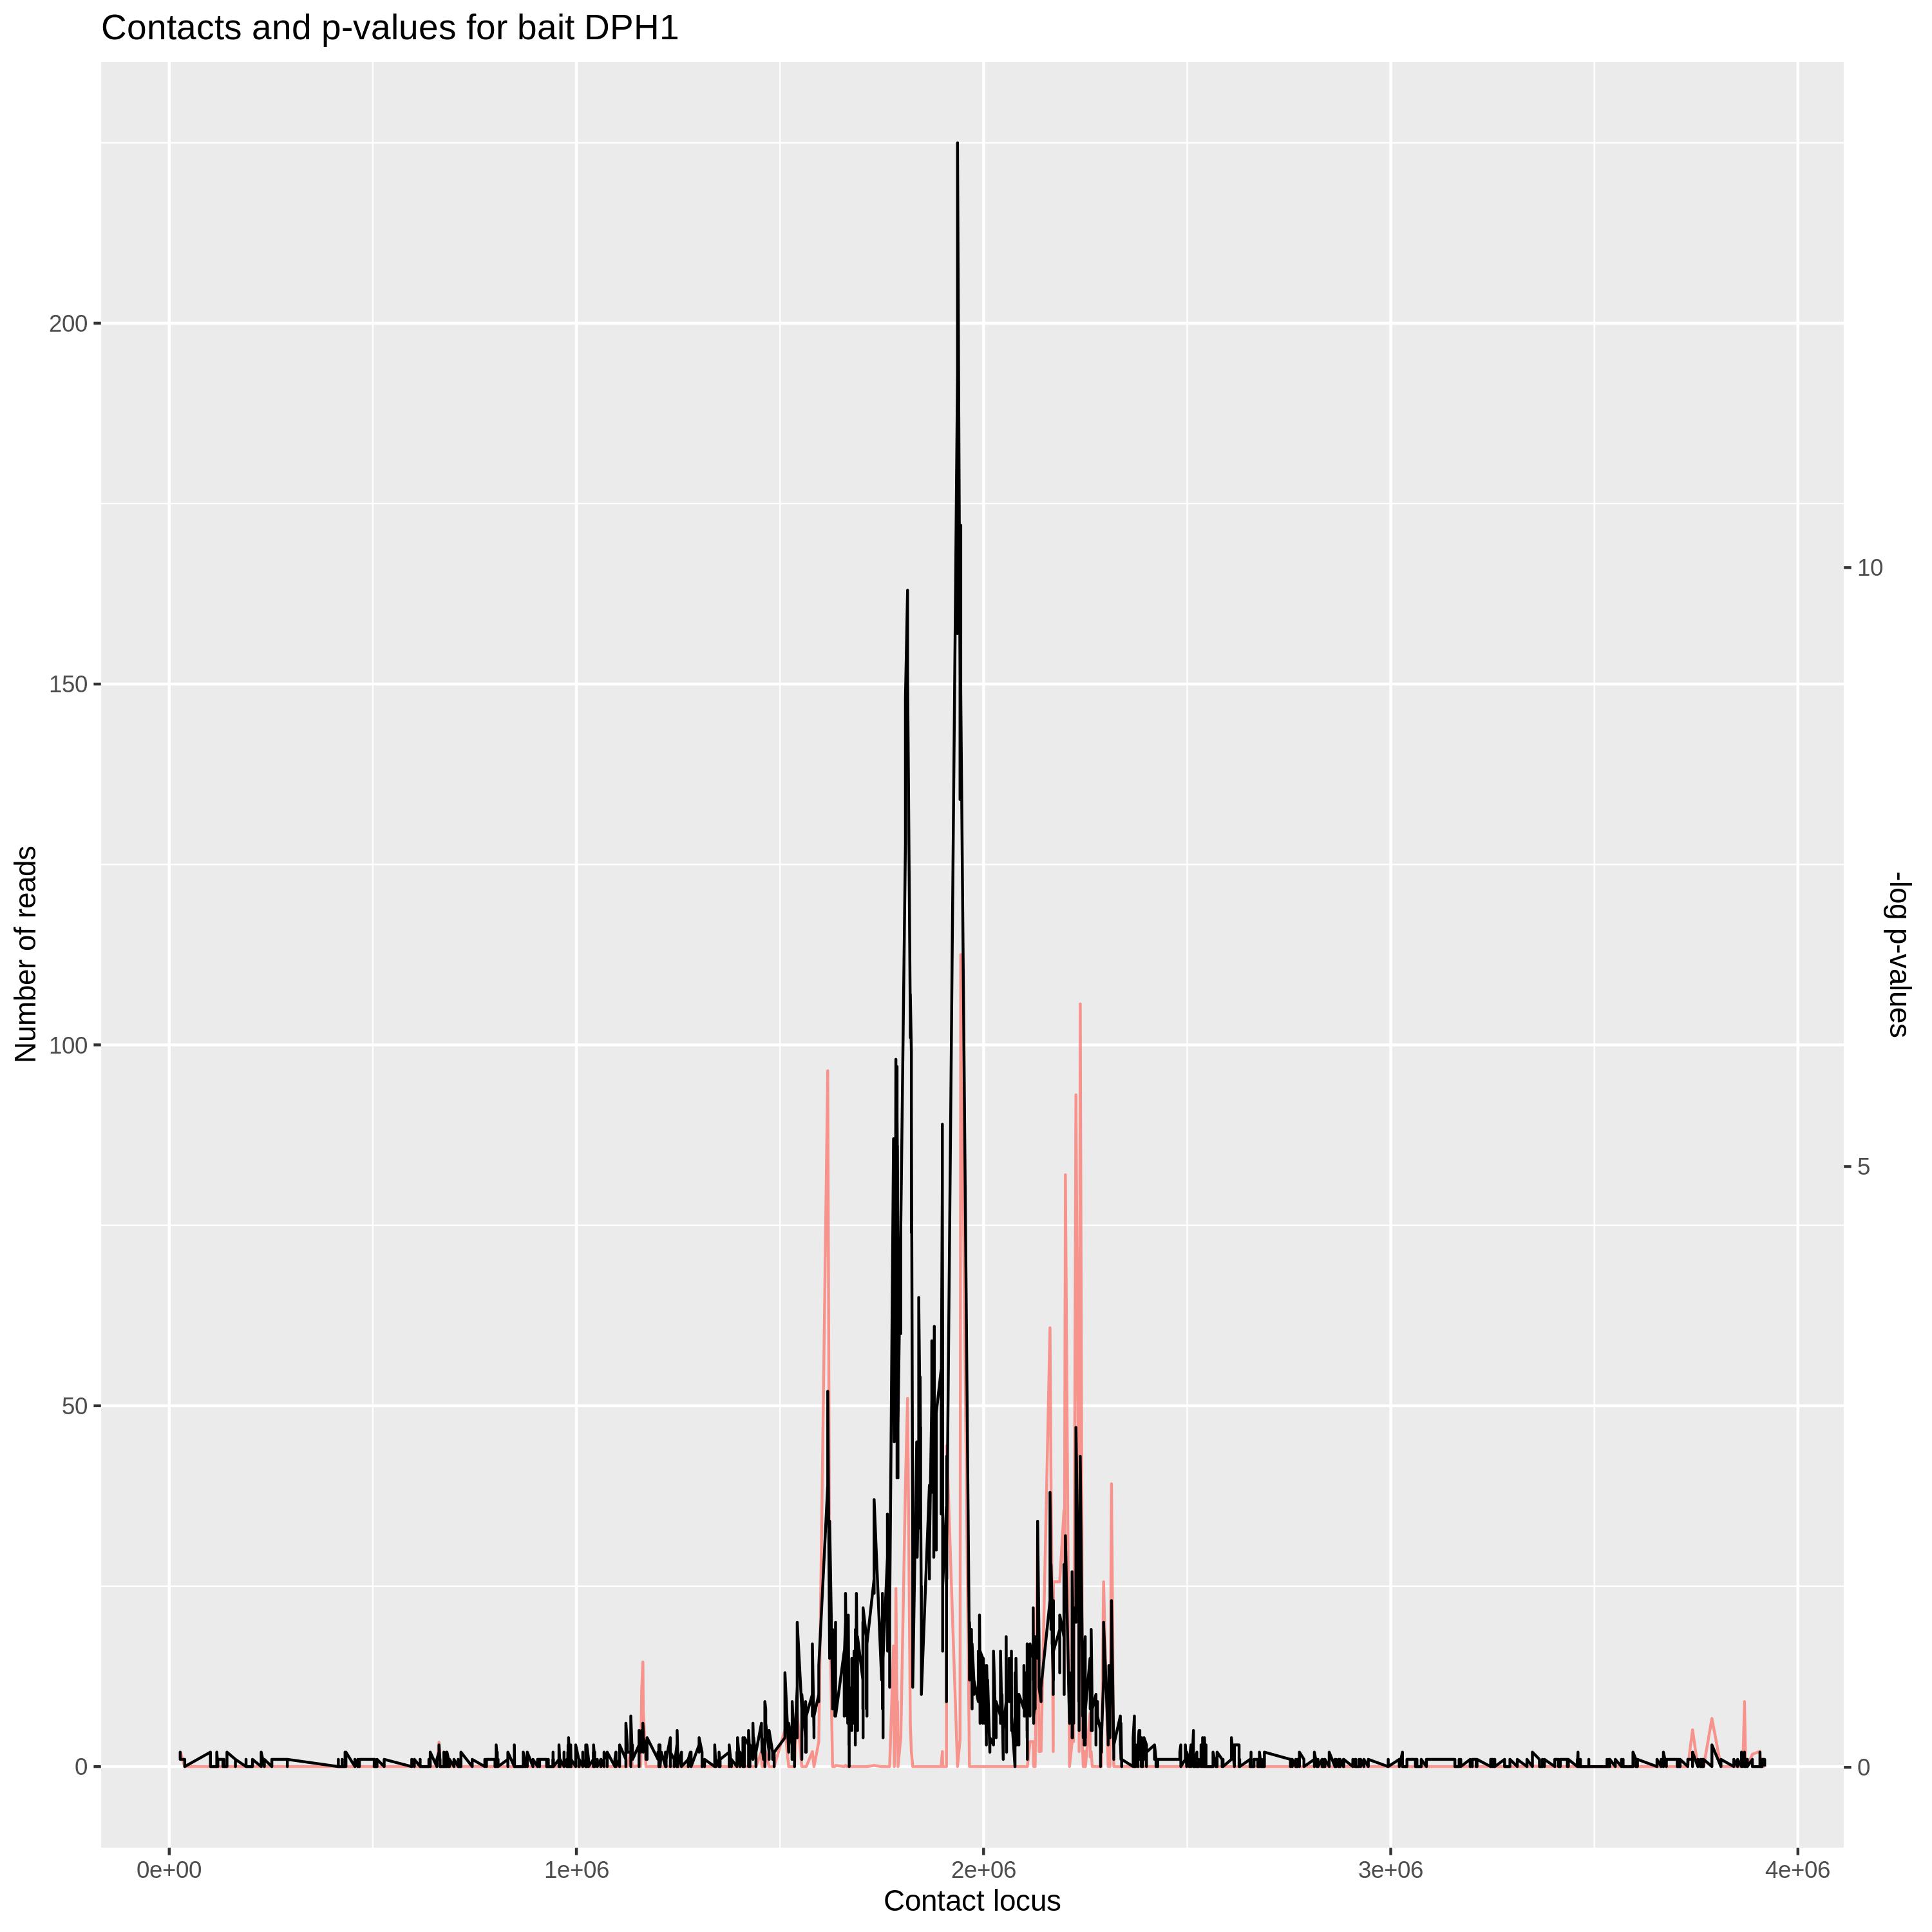 Contacts and p-values for bait DPH1
Number of reads
200
150
100
50
0
10
5
0
-log p-values
0e+00
1e+06
2e+06
3e+06
4e+06
Contact locus